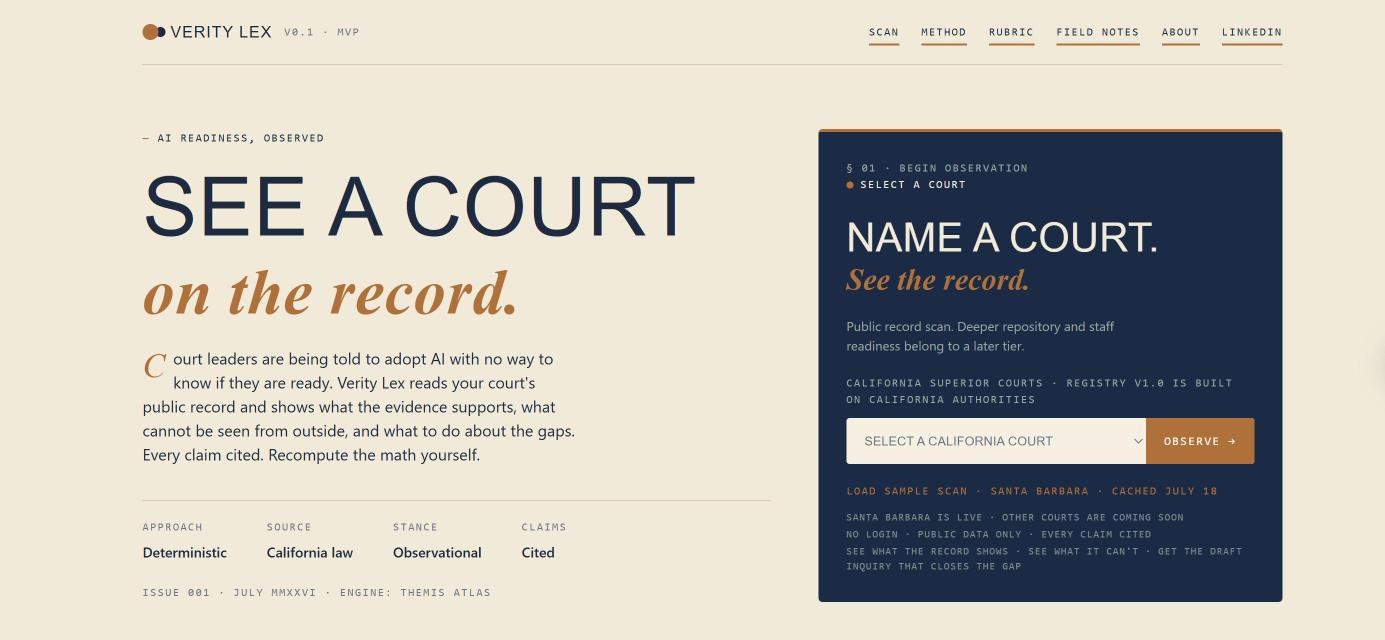 VERITY LEX V0.1 · MVP
SCAN METHOD RUBRIC FIELD NOTES ABOUT LINKEDIN
— AI READINESS, OBSERVED
SEE A COURT
on the record.
Court leaders are being told to adopt AI with no way to
know if they are ready. Verity Lex reads your court's
public record and shows what the evidence supports, what
cannot be seen from outside, and what to do about the gaps.
Every claim cited. Recompute the math yourself.
APPROACH SOURCE STANCE CLAIMS
Deterministic California law Observational Cited
ISSUE 001 · JULY MMXXVI · ENGINE: THEMIS ATLAS
§ 01 · BEGIN OBSERVATION
SELECT A COURT
NAME A COURT.
See the record.
Public record scan. Deeper repository and staff
readiness belong to a later tier.
CALIFORNIA SUPERIOR COURTS · REGISTRY V1.0 IS BUILT
ON CALIFORNIA AUTHORITIES
SELECT A CALIFORNIA COURT OBSERVE →
LOAD SAMPLE SCAN · SANTA BARBARA · CACHED JULY 18
SANTA BARBARA IS LIVE · OTHER COURTS ARE COMING SOON
NO LOGIN · PUBLIC DATA ONLY · EVERY CLAIM CITED
SEE WHAT THE RECORD SHOWS · SEE WHAT IT CAN'T · GET THE DRAFT
INQUIRY THAT CLOSES THE GAP